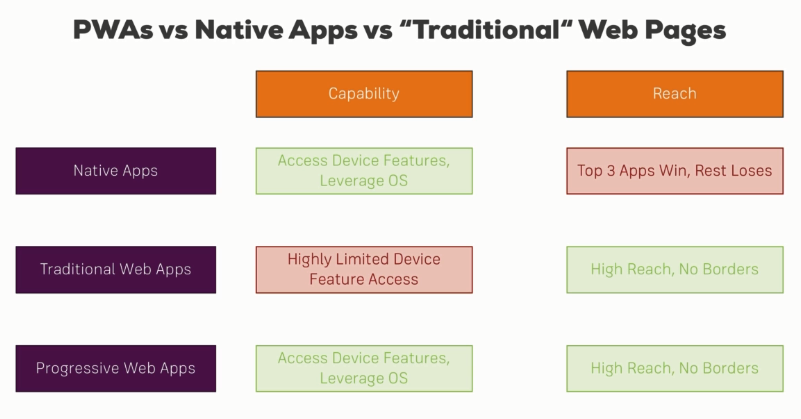 PWAs vs Native Apps vs “Traditional“ Web Pages
Capability
Reach
Native Apps
Access Device Features,
Leverage OS
Top 3 Apps Win, Rest Loses
Traditional Web Apps
Highly Limited Device
Feature Access
High Reach, No Borders
Progressive Web Apps
Access Device Features,
Leverage OS
High Reach, No Borders